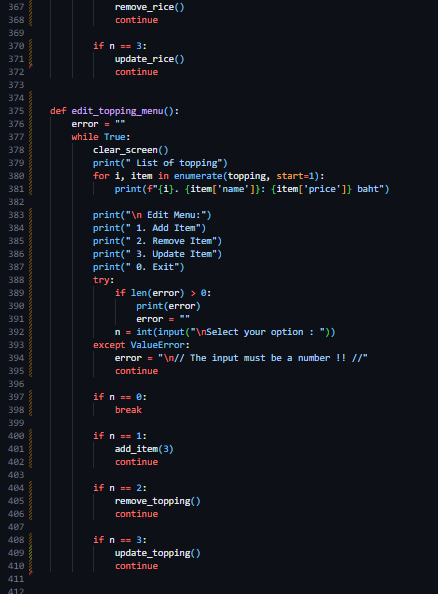 367 remove_rice()
368 continue
369
370 if n == 3:
371 update_rice()
372 continue
373
374
375 def edit_topping_menu():
376 error = ""
377 while True:
378 clear_screen()
379 print(" List of topping")
380 for i, item in enumerate(topping, start=1):
381 print(f"{i}. {item['name']}: {item['price']} baht")
382
383 print("\n Edit Menu:")
384 print(" 1. Add Item")
385 print(" 2. Remove Item")
386 print(" 3. Update Item")
387 print(" 0. Exit")
388 try:
389 if len(error) > 0:
390 print(error)
391 error = ""
392 n = int(input("\nSelect your option : "))
393 except ValueError:
394 error = "\n// The input must be a number !! //"
395 continue
396
397 if n == 0:
398 break
399
400 if n == 1:
401 add_item(3)
402 continue
403
404 if n == 2:
405 remove_topping()
406 continue
407
408 if n == 3:
409 update_topping()
410 continue
411
412